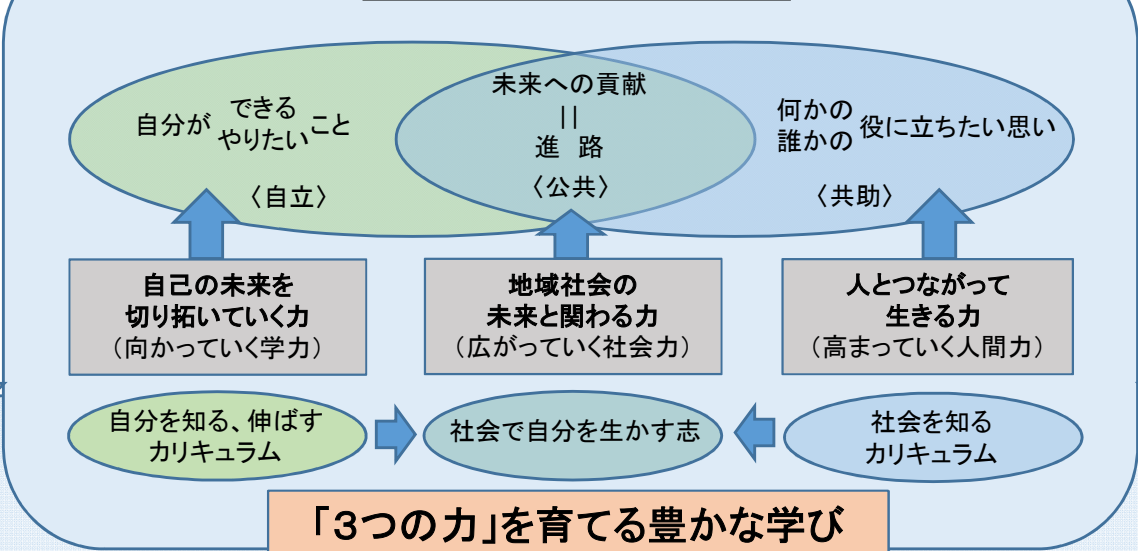 自分が できる やりたい こと
〈自立〉
未来への貢献
||
進 路
〈公共〉
何かの 誰かの 役に立ちたい思い
〈共助〉
自己の未来を
切り拓いていく力
（向かっていく学力）
地域社会の
未来と関わる力
（広がっていく社会力）
人とつながって
生きる力
（高まっていく人間力）
自分を知る、伸ばす
カリキュラム
社会で自分を生かす志
社会を知る
カリキュラム
「３つの力」を育てる豊かな学び